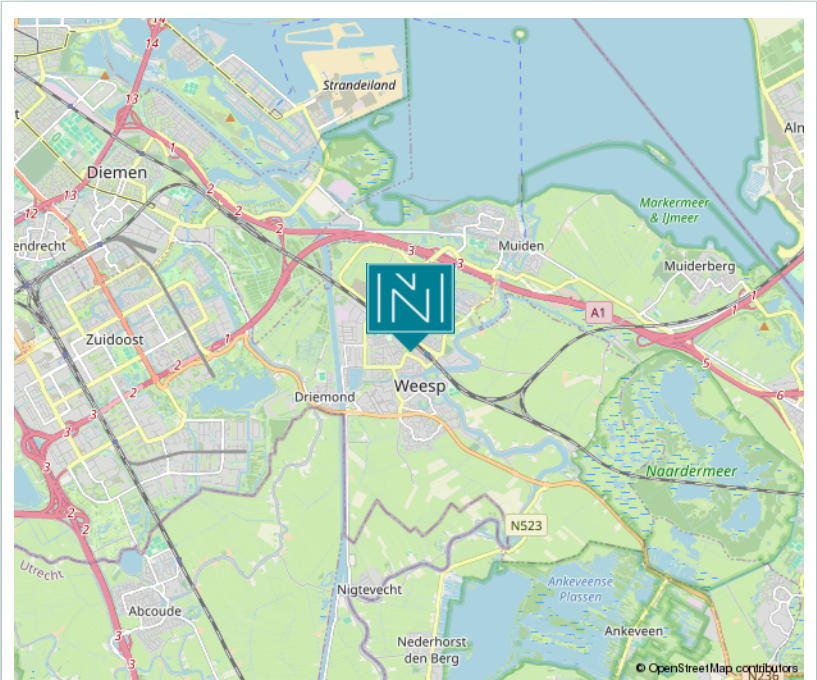 14
14
Strandeiland
13
t
Alm
1
Diemen
2
13
12
2
2
Markermeer
& IJmeer
endrecht
3
Muiden
3
Muiderberg
N
1
1
A1
Zuidoost
1
2
5
2
Weesp
Driemond
6
3
3
3
Naardermeer
2
2
N523
Utrecht
Ankeveense
Plassen
Nigtevecht
Abcoude
3
Ankeveen
Nederhorst
den Berg
3
© OpenStreetMap contributors
N236